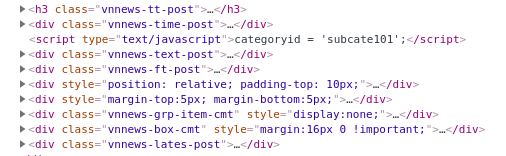 <h3 class="vnnews-tt-post">…</h3>
<div class="vnnews-time-post">…</div>
<script type="text/javascript">categoryid = 'subcate101';</script>
<div class="vnnews-text-post">…</div>
<div class="vnnews-ft-post">…</div>
<div style="position: relative; padding-top: 10px;">…</div>
<div style="margin-top:5px; margin-bottom:5px;">…</div>
<div class="vnnews-grp-item-cmt" style="display:none;">…</div>
<div class="vnnews-box-cmt" style="margin:16px 0 !important;">…</div>
<div class="vnnews-lates-post">…</div>